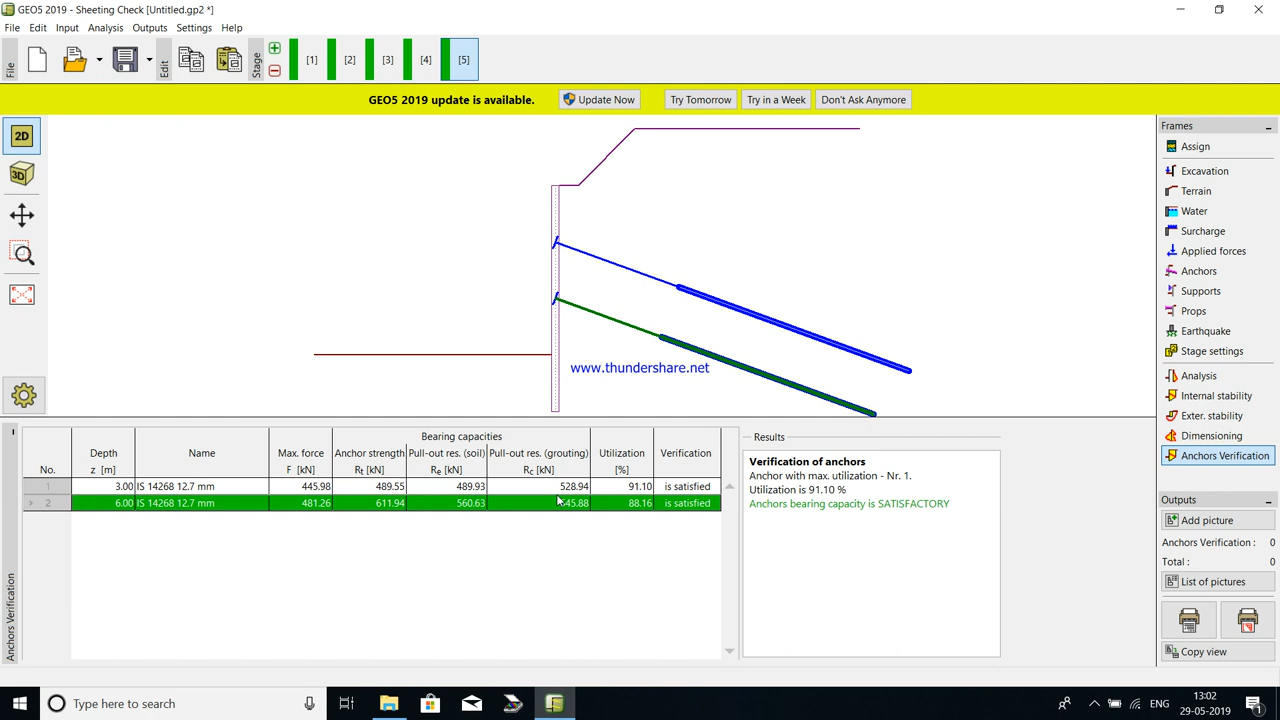 GEO5 2019 - Sheeting Check [Untitled.gp2 *]
File Edit Input Analysis Outputs Settings Help
File
Edit
Stage
[1] [2] [3] [4] [5]
GEO5 2019 update is available. Update Now Try Tomorrow Try in a Week Don't Ask Anymore
2D
3D
www.thundershare.net
Frames
Assign
Excavation
Terrain
Water
Surcharge
Applied forces
Anchors
Supports
Props
Earthquake
Stage settings
Analysis
Internal stability
Exter. stability
Dimensioning
Anchors Verification
Outputs
Add picture
Anchors Verification : 0
Total : 0
List of pictures
Copy view
Anchors Verification
Bearing capacities
Depth Name Max. force Anchor strength Pull-out res. (soil) Pull-out res. (grouting) Utilization Verification
No. z [m] F [kN] Rt [kN] Re [kN] Rc [kN] [%]
1 3.00 IS 14268 12.7 mm 445.98 489.55 489.93 528.94 91.10 is satisfied
> 2 6.00 IS 14268 12.7 mm 481.26 611.94 560.63 545.88 88.16 is satisfied
Results
Verification of anchors
Anchor with max. utilization - Nr. 1.
Utilization is 91.10 %
Anchors bearing capacity is SATISFACTORY
Type here to search
ENG
13:02
29-05-2019
1